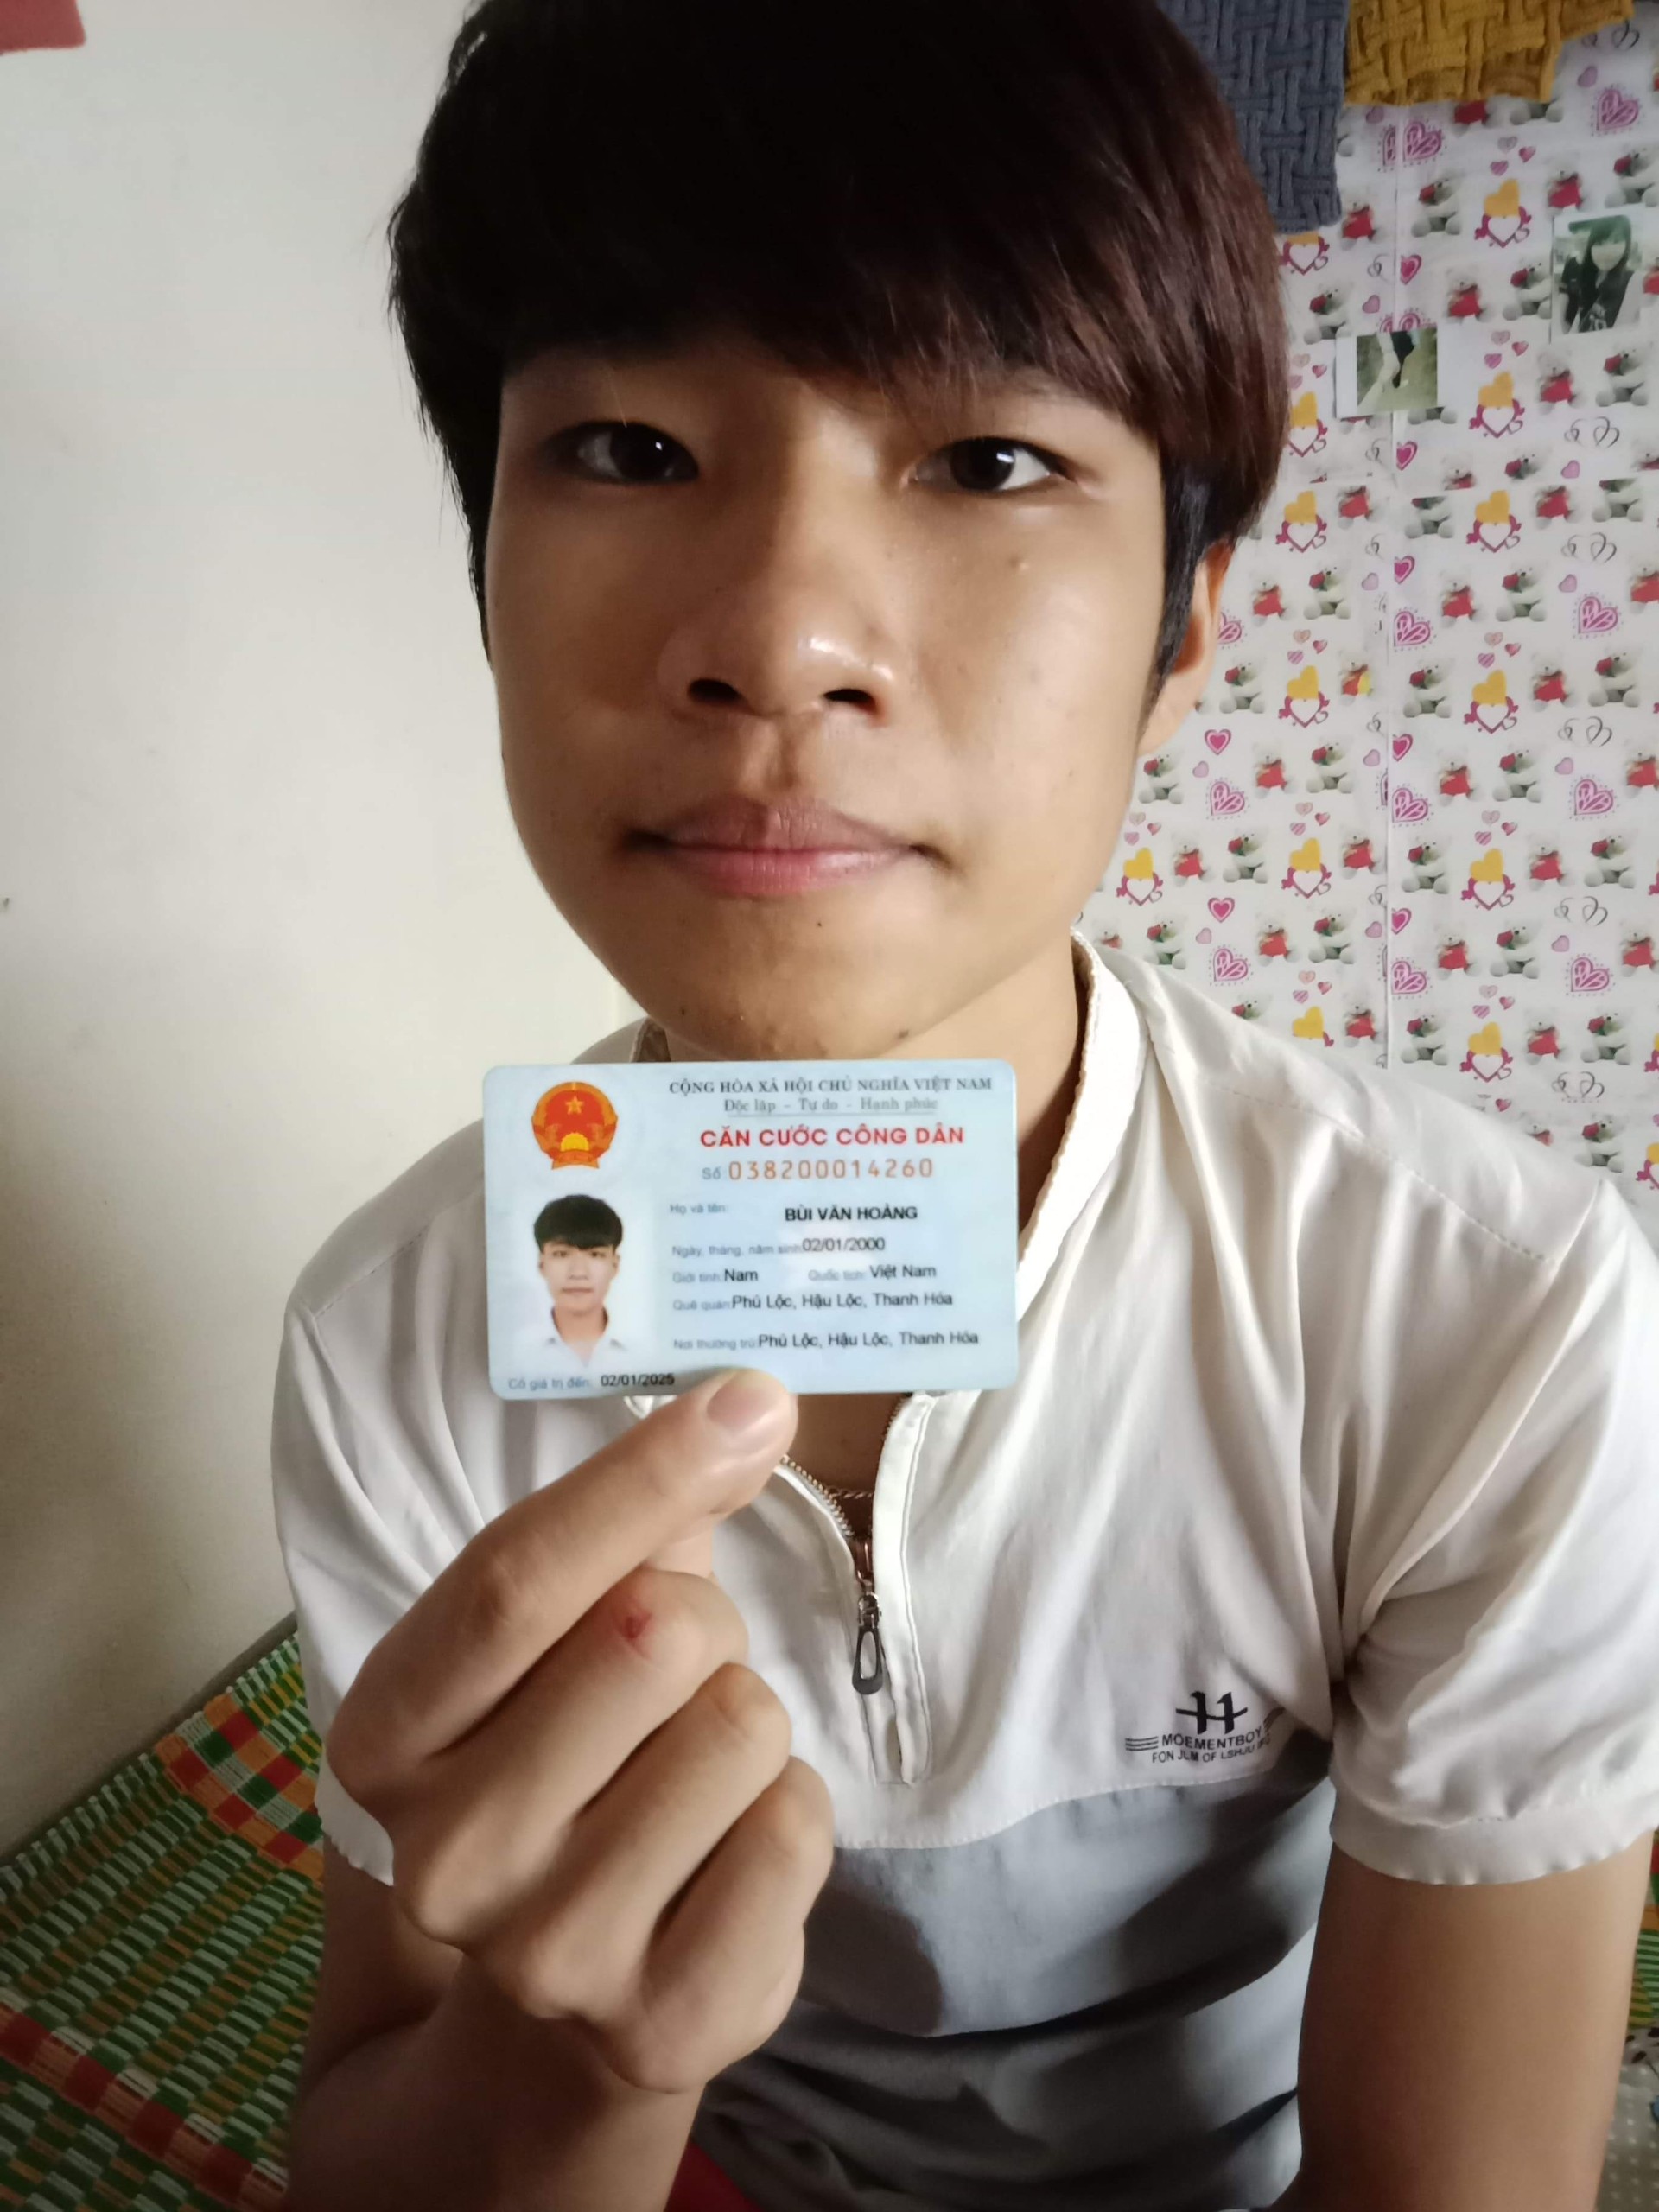 CỘNG HÒA XÃ HỘI CHỦ NGHĨA VIỆT NAM
Độc lập - Tự do - Hạnh phúc
CĂN CƯỚC CÔNG DÂN
Số 038200014260
Họ và tên: BÙI VĂN HOÀNG
Ngày, tháng, năm sinh: 02/01/2000
Giới tính: Nam Quốc tịch: Việt Nam
Quê quán: Phú Lộc, Hậu Lộc, Thanh Hóa
Nơi thường trú: Phú Lộc, Hậu Lộc, Thanh Hóa
Có giá trị đến: 02/01/2025
MOEMENTBOY
FON JLM OF